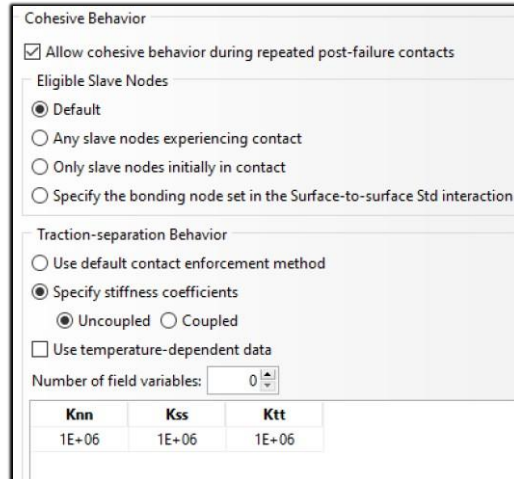 Cohesive Behavior
Allow cohesive behavior during repeated post-failure contacts
Eligible Slave Nodes
Default
Any slave nodes experiencing contact
Only slave nodes initially in contact
Specify the bonding node set in the Surface-to-surface Std interaction
Traction-separation Behavior
Use default contact enforcement method
Specify stiffness coefficients
Uncoupled Coupled
Use temperature-dependent data
Number of field variables: 0
Knn Kss Ktt
1E+06 1E+06 1E+06